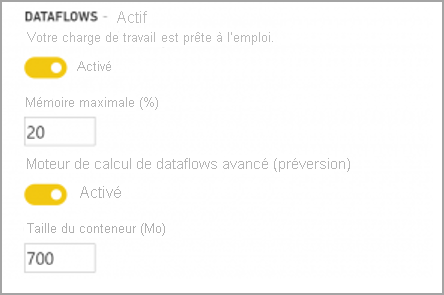 DATAFLOWS - Actif
Votre charge de travail est prête à l'emploi.
Activé
Mémoire maximale (%)
20
Moteur de calcul de dataflows avancé (préversion)
Activé
Taille du conteneur (Mo)
700